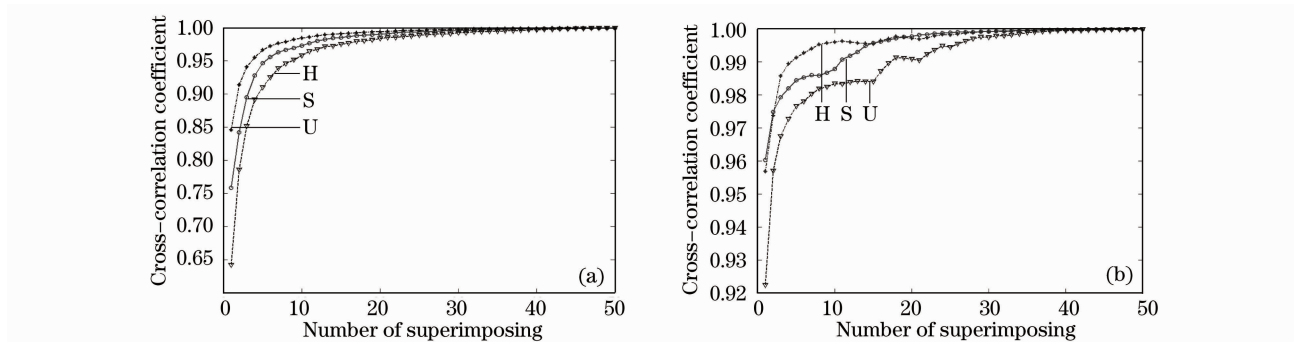 Cross-correlation coefficient
1.00
0.95
0.90
0.85
0.80
0.75
0.70
0.65
H
S
U
(a)
0 10 20 30 40 50
Number of superimposing
Cross-correlation coefficient
1.00
0.99
0.98
0.97
0.96
0.95
0.94
0.93
0.92
H S U
(b)
0 10 20 30 40 50
Number of superimposing